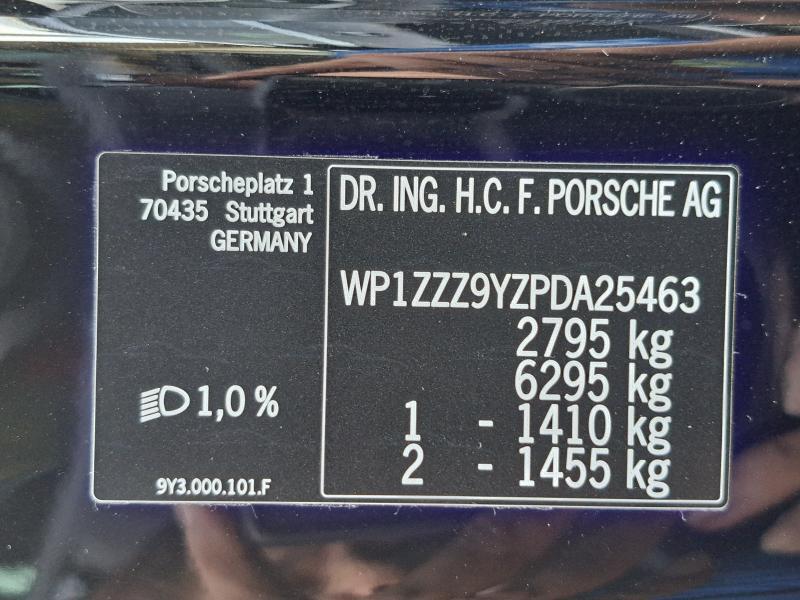 Porscheplatz 1
70435 Stuttgart
GERMANY
DR. ING. H.C. F. PORSCHE AG
WP1ZZZ9YZPDA25463
2795 kg
6295 kg
1 - 1410 kg
2 - 1455 kg
1,0 %
9Y3.000.101.F